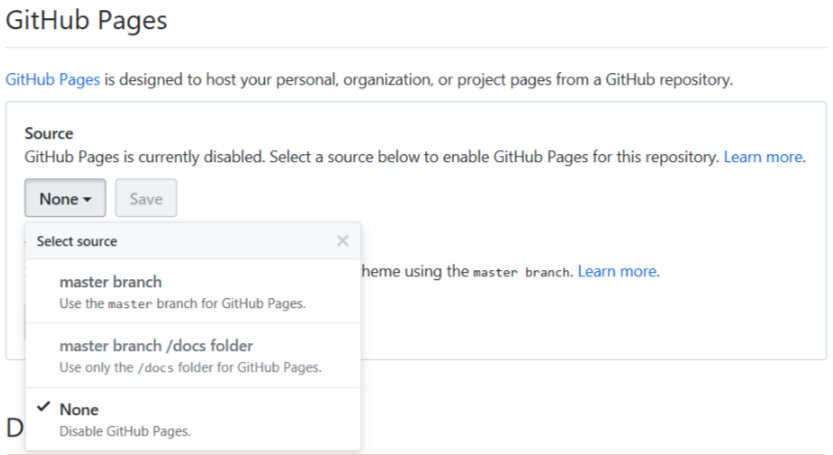 GitHub Pages
GitHub Pages is designed to host your personal, organization, or project pages from a GitHub repository.
Source
GitHub Pages is currently disabled. Select a source below to enable GitHub Pages for this repository. Learn more.
None
Save
Select source
heme using the master branch. Learn more.
master branch
Use the master branch for GitHub Pages.
master branch /docs folder
Use only the /docs folder for GitHub Pages.
None
Disable GitHub Pages.
D